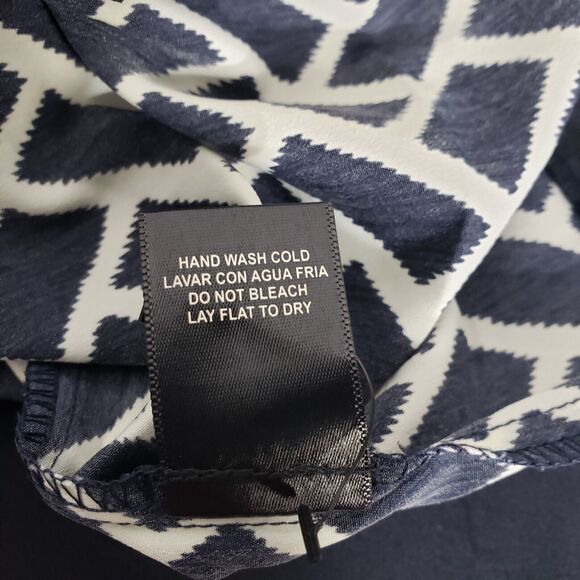 HAND WASH COLD
LAVAR CON AGUA FRIA
DO NOT BLEACH
LAY FLAT TO DRY